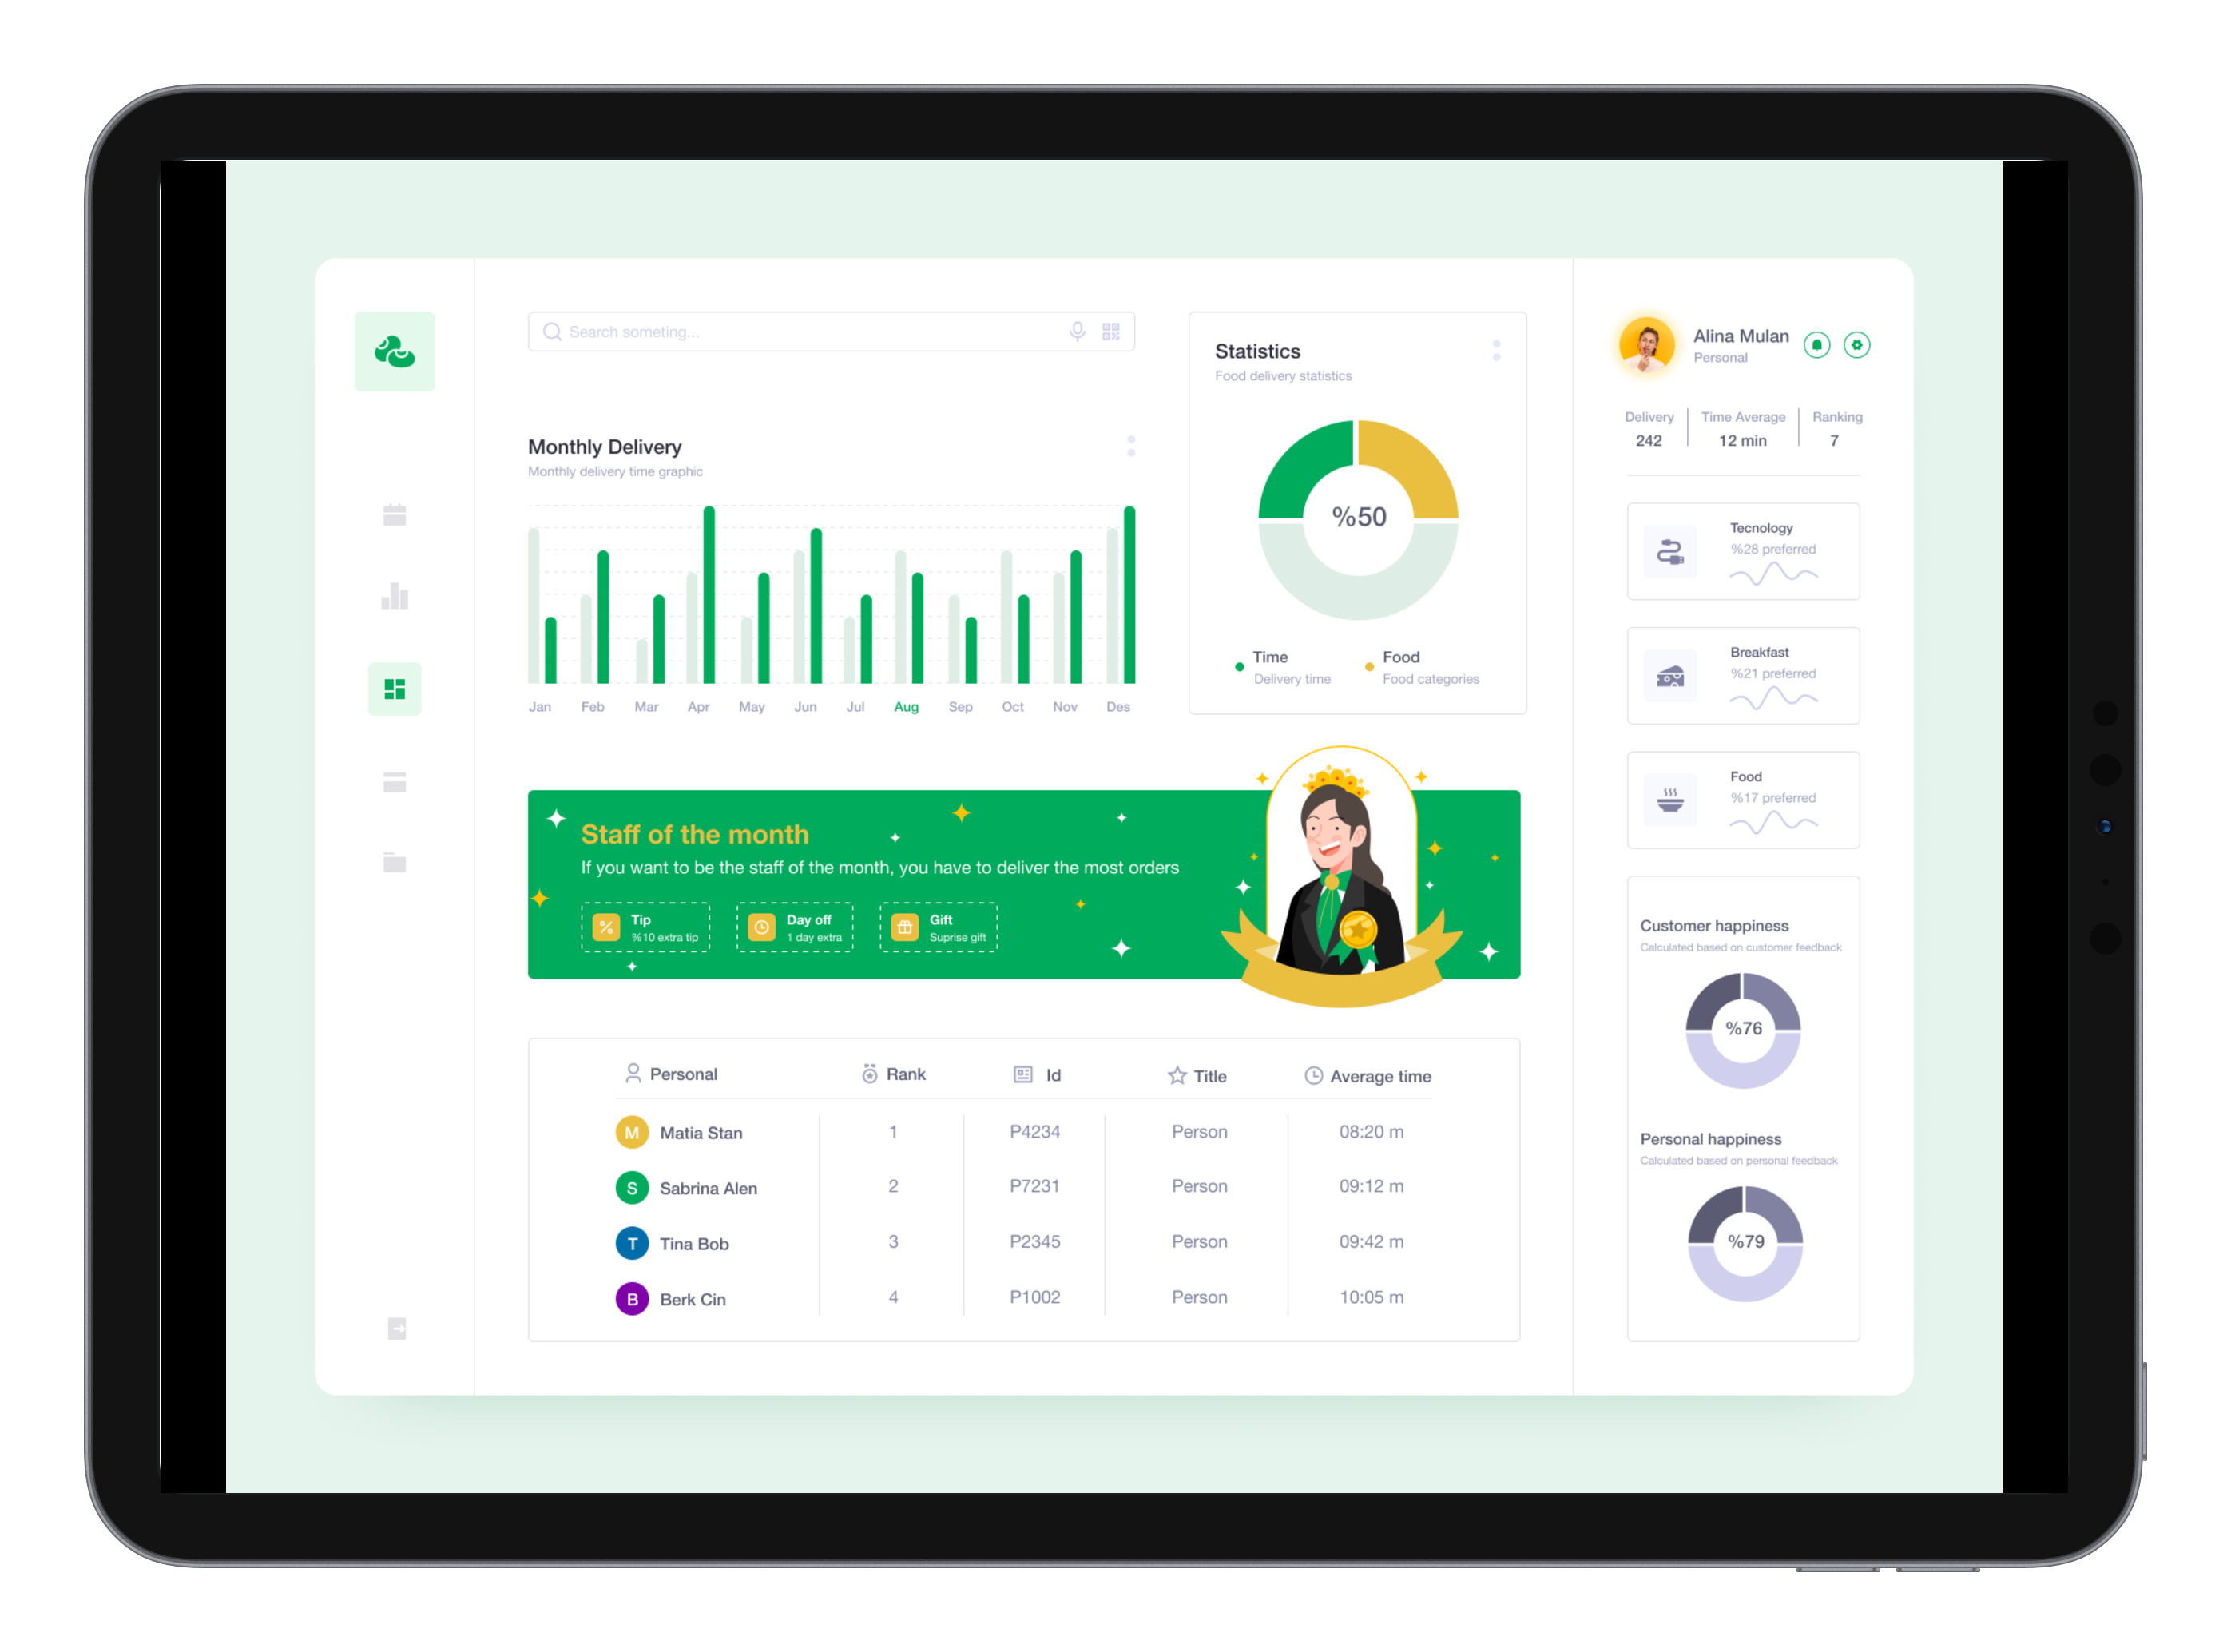 Search someting...
Monthly Delivery
Monthly delivery time graphic
Jan Feb Mar Apr May Jun Jul Aug Sep Oct Nov Des
Statistics
Food delivery statistics
%50
Time
Delivery time
Food
Food categories
Staff of the month
If you want to be the staff of the month, you have to deliver the most orders
Tip
%10 extra tip
Day off
1 day extra
Gift
Suprise gift
Personal Rank Id Title Average time
M Matia Stan 1 P4234 Person 08:20 m
S Sabrina Alen 2 P7231 Person 09:12 m
T Tina Bob 3 P2345 Person 09:42 m
B Berk Cin 4 P1002 Person 10:05 m
Alina Mulan
Personal
Delivery Time Average Ranking
242 12 min 7
Tecnology
%28 preferred
Breakfast
%21 preferred
Food
%17 preferred
Customer happiness
Calculated based on customer feedback
%76
Personal happiness
Calculated based on personal feedback
%79